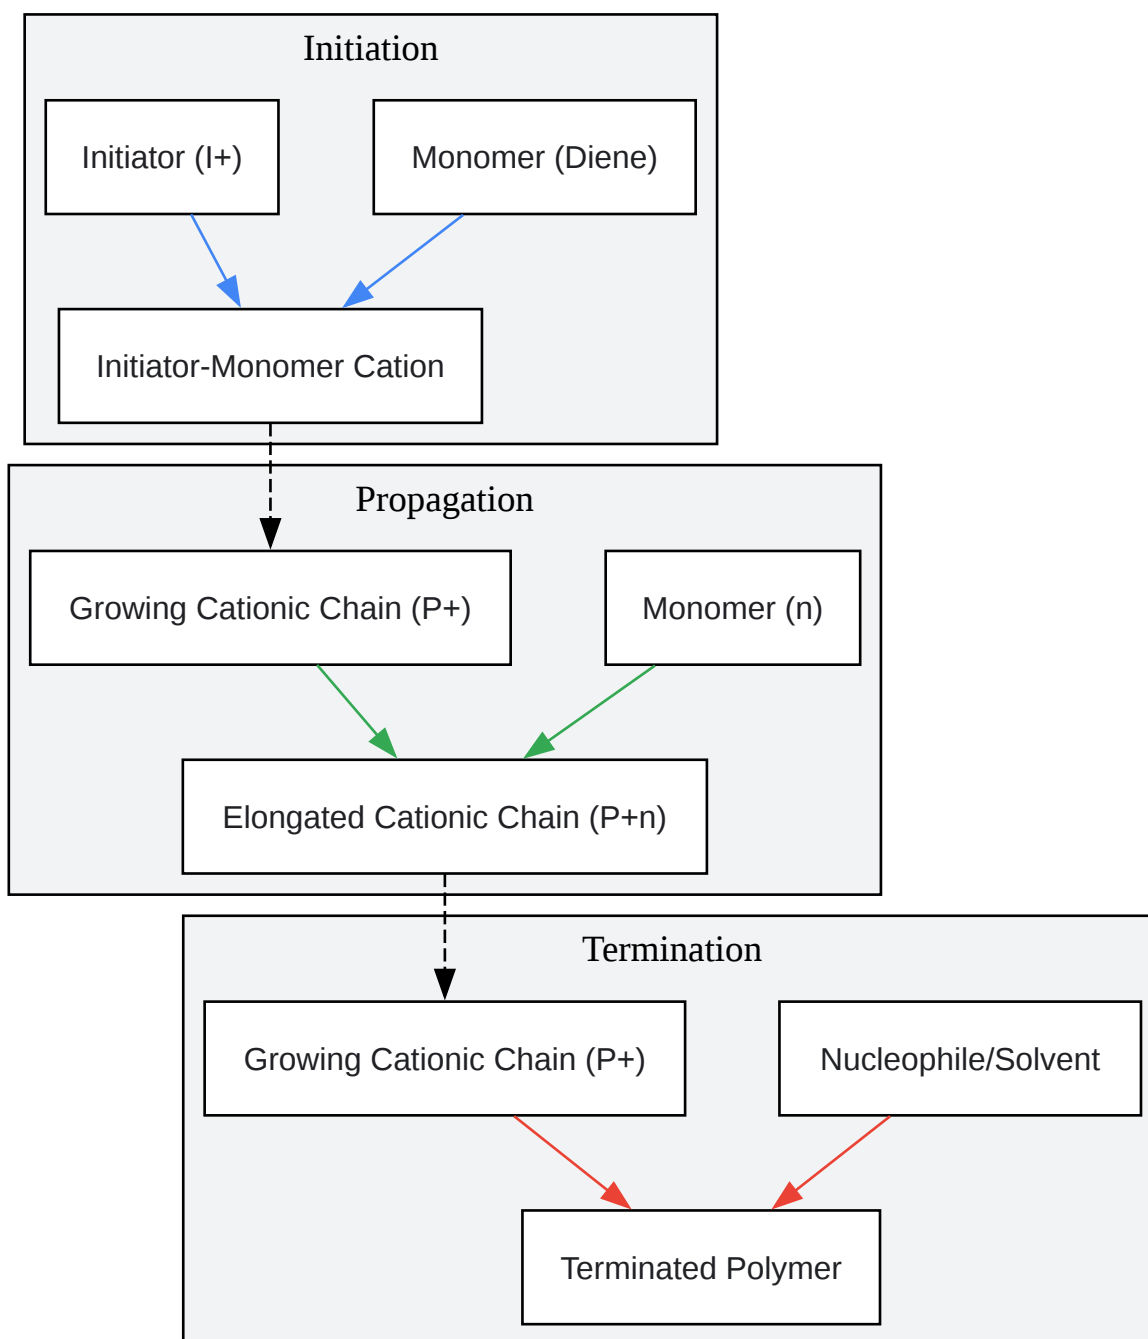 Initiation
Initiator (I+)
Monomer (Diene)
Initiator-Monomer Cation
Propagation
Growing Cationic Chain (P+)
Monomer (n)
Elongated Cationic Chain (P+n)
Termination
Growing Cationic Chain (P+)
Nucleophile/Solvent
Terminated Polymer